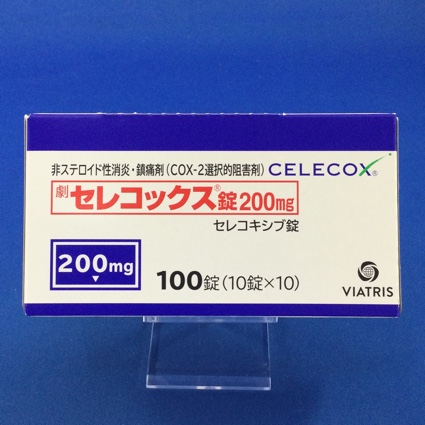 非ステロイド性消炎・鎮痛剤(COX-2選択的阻害剤) CELECOX®
劇 セレコックス®錠200mg
セレコキシブ錠
200mg
100錠(10錠×10)
VIATRIS